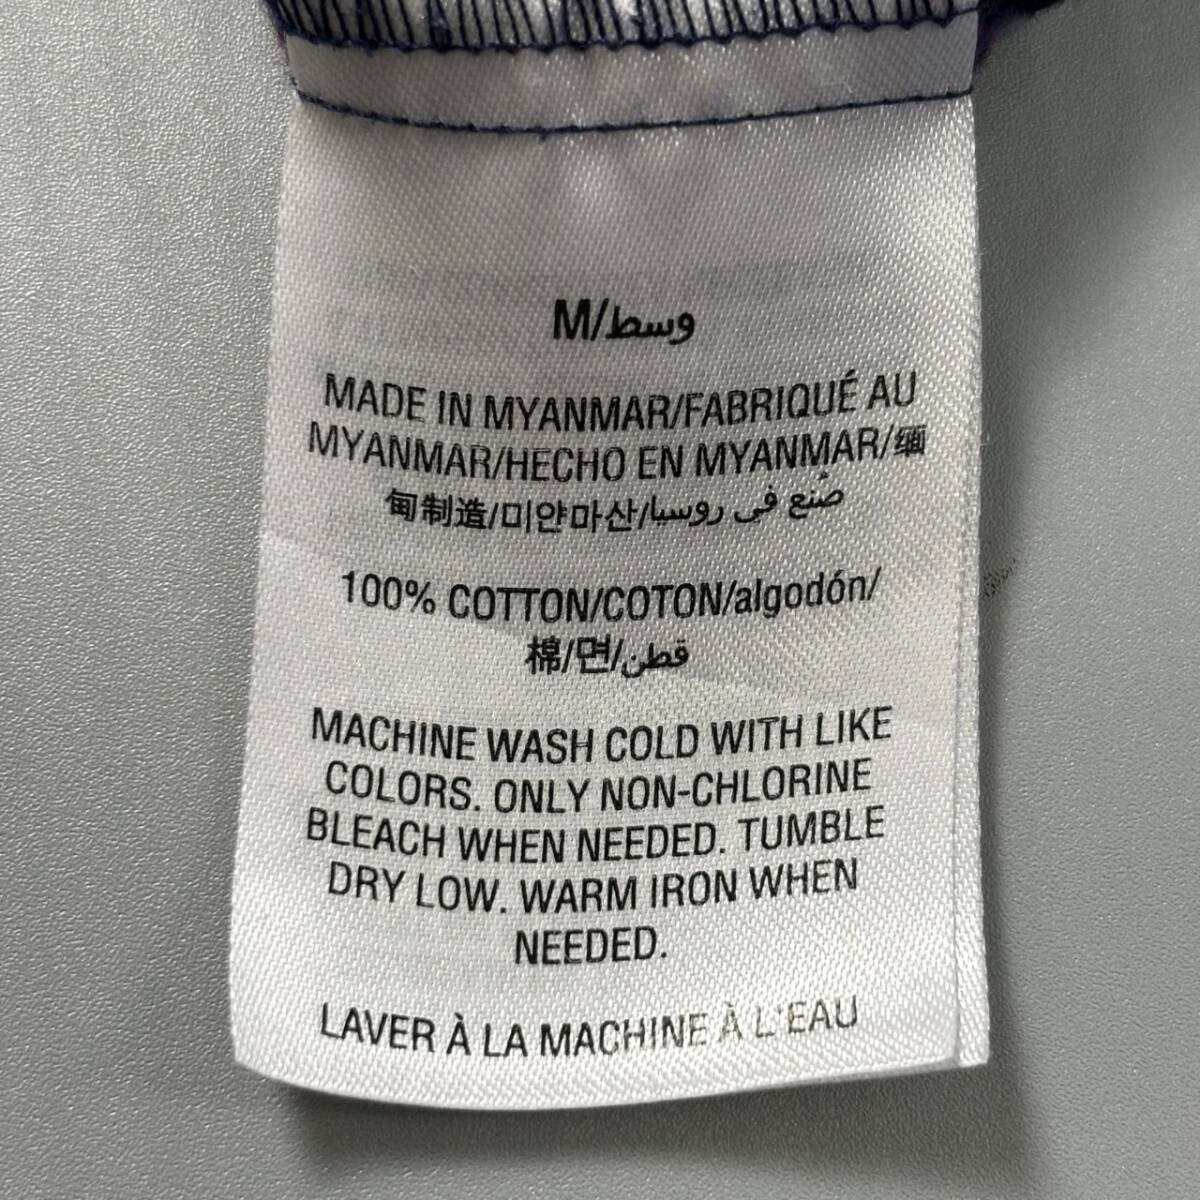 M/وسط
MADE IN MYANMAR/FABRIQUÉ AU
MYANMAR/HECHO EN MYANMAR/缅
甸制造/미얀마산/صُنع في روسيا
100% COTTON/COTON/algodón/
棉/면/قطن
MACHINE WASH COLD WITH LIKE
COLORS. ONLY NON-CHLORINE
BLEACH WHEN NEEDED. TUMBLE
DRY LOW. WARM IRON WHEN
NEEDED.
LAVER À LA MACHINE À L'EAU